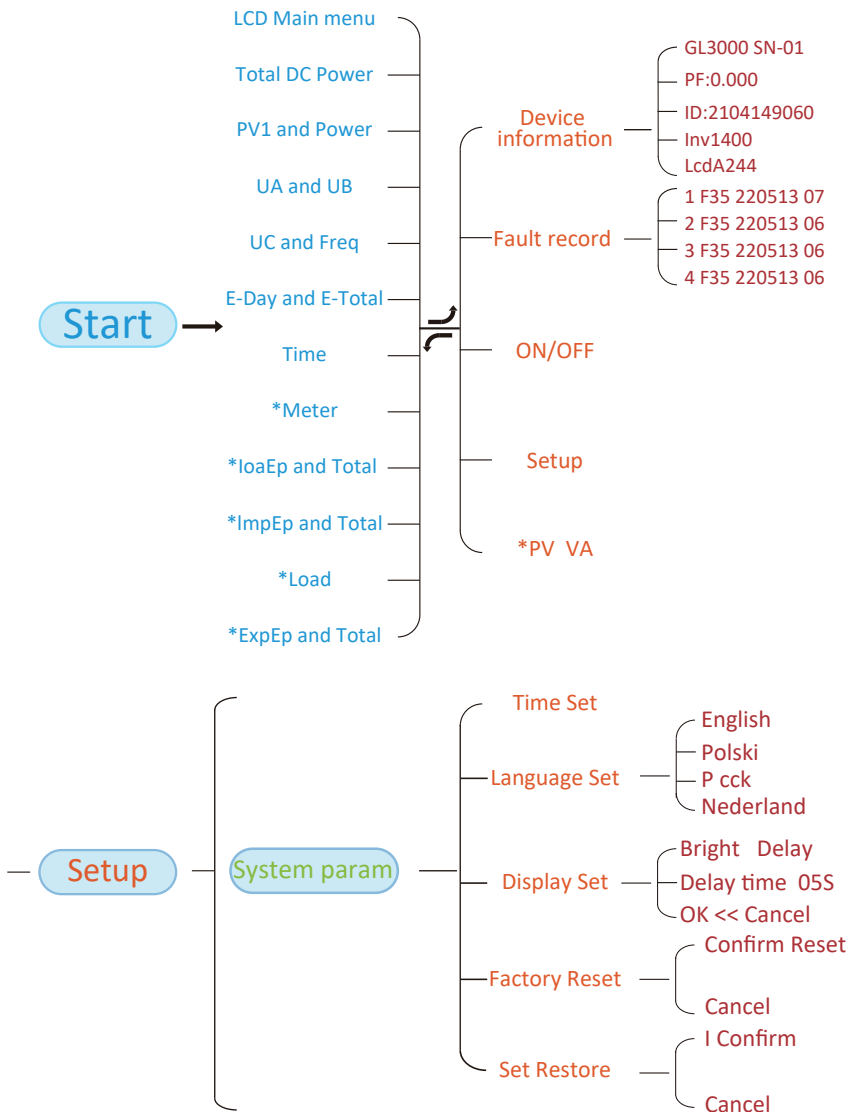 LCD Main menu
Total DC Power
PV1 and Power
UA and UB
UC and Freq
E-Day and E-Total
Start
Time
*Meter
*IoaEp and Total
*ImpEp and Total
*Load
*ExpEp and Total
Device
information
GL3000 SN-01
PF:0.000
ID:2104149060
Inv1400
LcdA244
Fault record
1 F35 220513 07
2 F35 220513 06
3 F35 220513 06
4 F35 220513 06
ON/OFF
Setup
*PV VA
Setup
System param
Time Set
Language Set
English
Polski
P cck
Nederland
Display Set
Bright Delay
Delay time 05S
OK << Cancel
Factory Reset
Confirm Reset
Cancel
Set Restore
I Confirm
Cancel